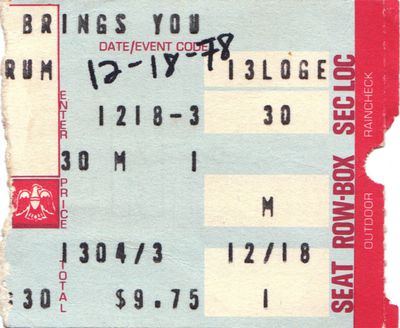 BRINGS YOU
DATE/EVENT CODE
RUM 12-18-78 13LOGE
ENTER 1218-3 30
30 M 1
PRICE
M
1304/3 12/18
TOTAL
:30 $9.75 1
SEAT ROW-BOX SEC LOC
OUTDOOR RAINCHECK